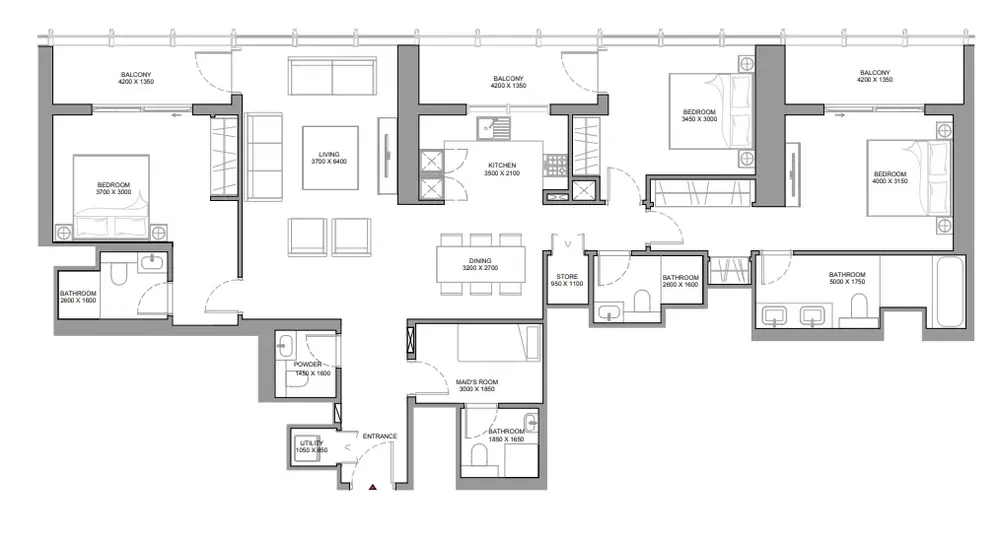 BALCONY
4200 X 1350
BALCONY
4200 X 1350
BALCONY
4200 X 1350
BEDROOM
3450 X 3000
LIVING
3700 X 6400
KITCHEN
3500 X 2100
BEDROOM
3700 X 3000
BEDROOM
4000 X 3150
DINING
3200 X 2700
STORE
950 X 1100
BATHROOM
2600 X 1600
BATHROOM
5000 X 1750
BATHROOM
2600 X 1600
POWDER
1450 X 1600
MAID'S ROOM
3000 X 1850
BATHROOM
1850 X 1650
ENTRANCE
UTILITY
1050 X 850